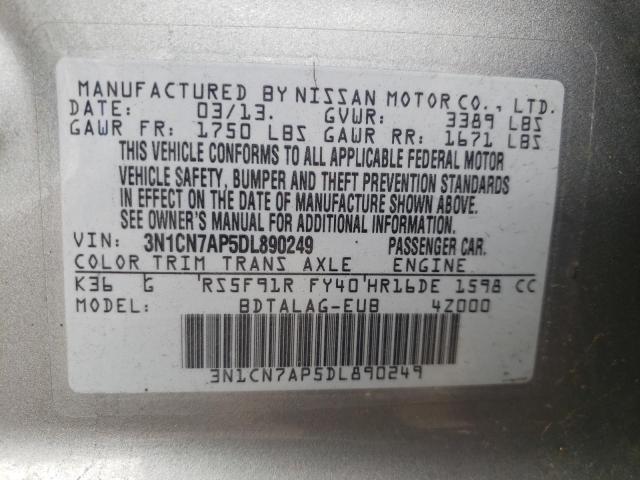 MANUFACTURED BY NISSAN MOTOR CO., LTD.
DATE: 03/13. GVWR: 3389 LBS
GAWR FR: 1750 LBS GAWR RR: 1671 LBS
THIS VEHICLE CONFORMS TO ALL APPLICABLE FEDERAL MOTOR
VEHICLE SAFETY, BUMPER AND THEFT PREVENTION STANDARDS
IN EFFECT ON THE DATE OF MANUFACTURE SHOWN ABOVE.
SEE OWNER'S MANUAL FOR ADDITIONAL INFORMATION.
VIN: 3N1CN7AP5DL890249 PASSENGER CAR.
COLOR TRIM TRANS AXLE ENGINE
K36 G 'RS5F91R FY40'HR16DE 1598 CC
MODEL: BDTALAG-EUB 4Z000
3N1CN7AP5DL890249